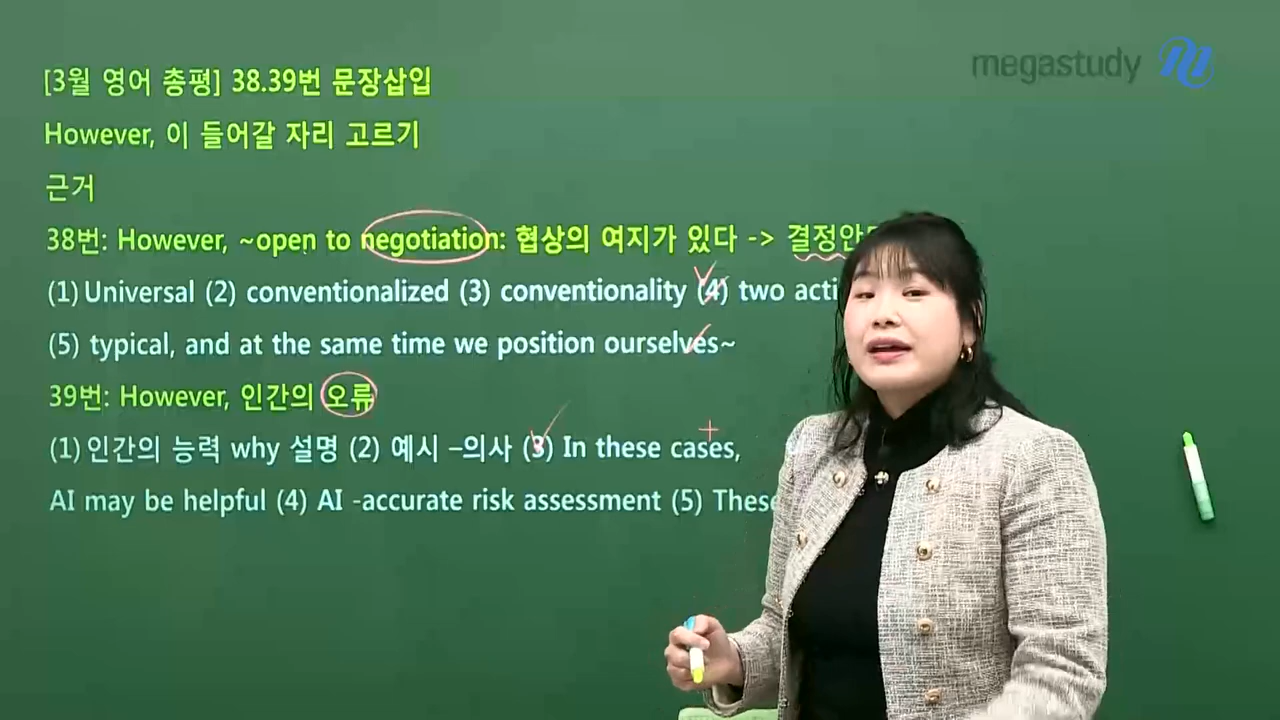 megastudy
[3월 영어 총평] 38.39번 문장삽입
However, 이 들어갈 자리 고르기
근거
38번: However, ~open to negotiation: 협상의 여지가 있다 -> 결정안
(1) Universal (2) conventionalized (3) conventionality (4) two acti
(5) typical, and at the same time we position ourselves~
39번: However, 인간의 오류
(1) 인간의 능력 why 설명 (2) 예시 –의사 (3) In these cases,
AI may be helpful (4) AI -accurate risk assessment (5) These